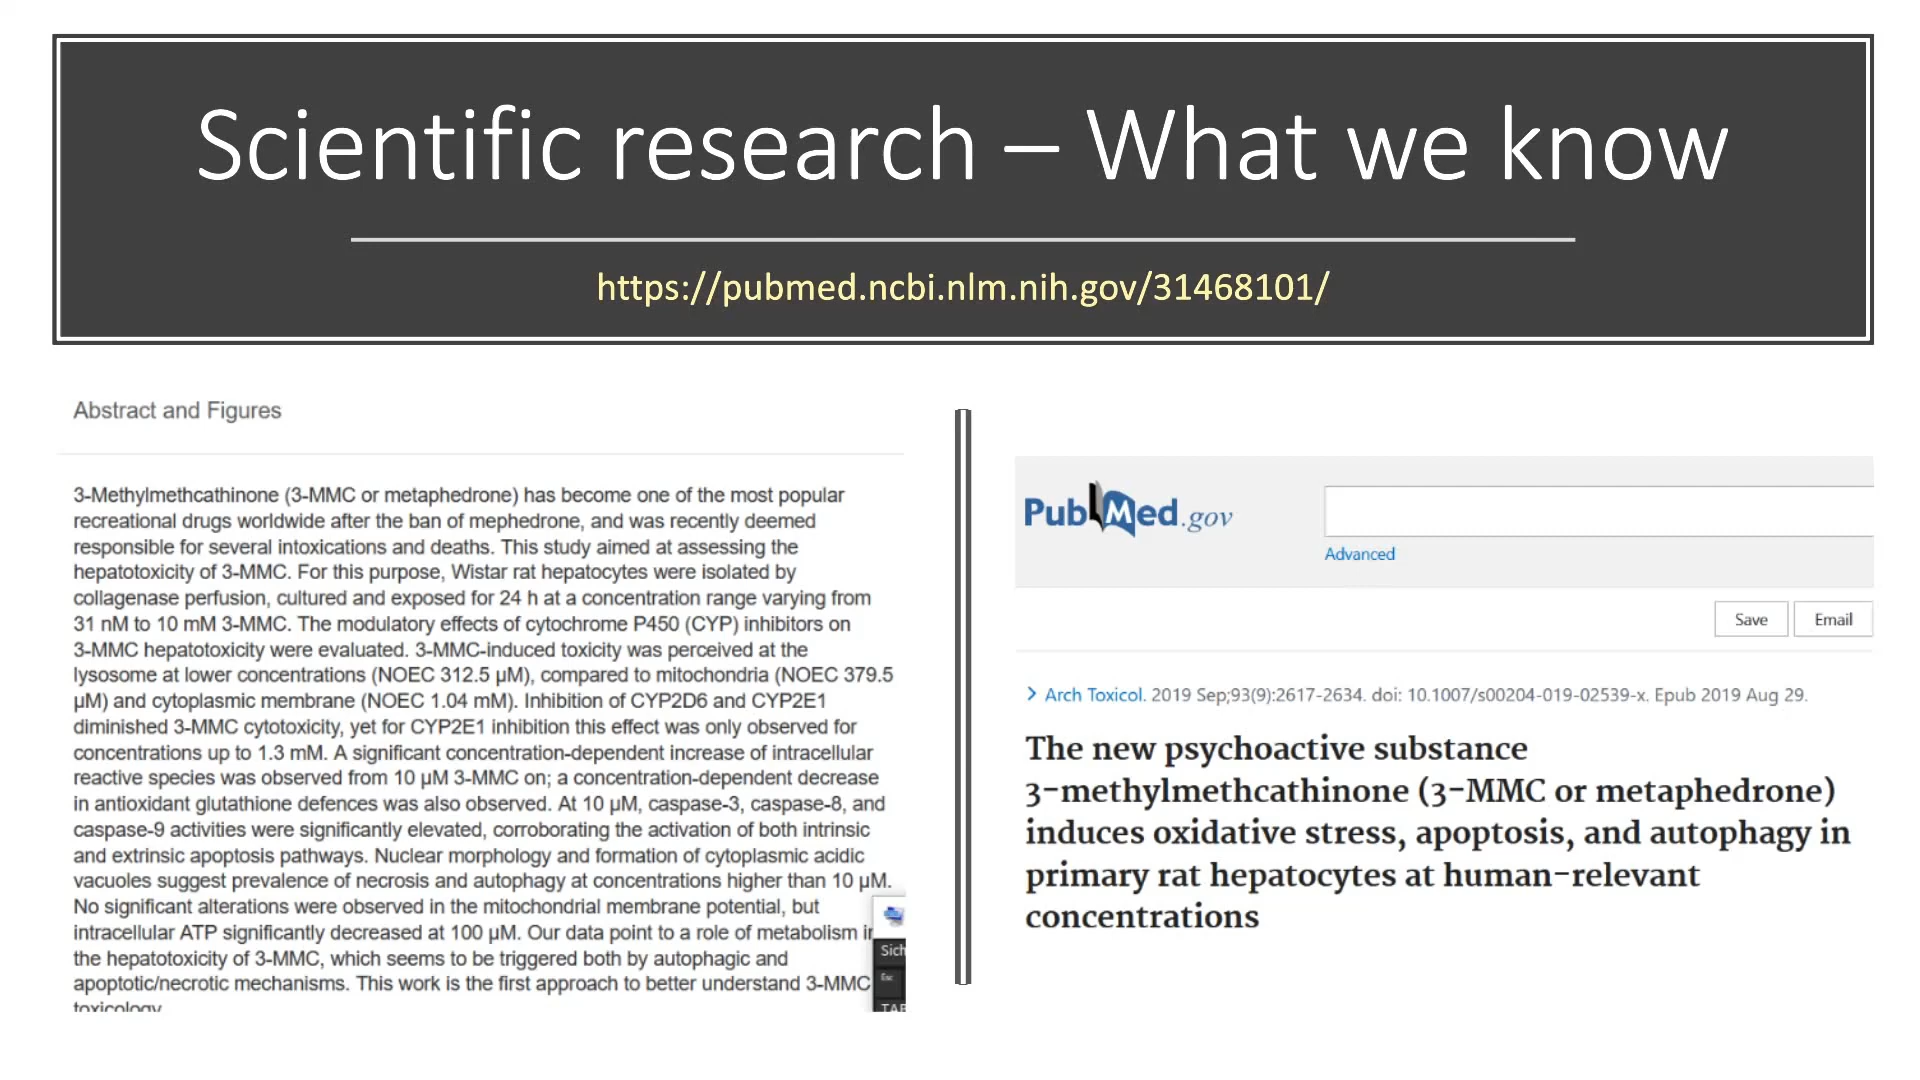 Scientific research – What we know
https://pubmed.ncbi.nlm.nih.gov/31468101/
Abstract and Figures
3-Methylmethcathinone (3-MMC or metaphedrone) has become one of the most popular
recreational drugs worldwide after the ban of mephedrone, and was recently deemed
responsible for several intoxications and deaths. This study aimed at assessing the
hepatotoxicity of 3-MMC. For this purpose, Wistar rat hepatocytes were isolated by
collagenase perfusion, cultured and exposed for 24 h at a concentration range varying from
31 nM to 10 mM 3-MMC. The modulatory effects of cytochrome P450 (CYP) inhibitors on
3-MMC hepatotoxicity were evaluated. 3-MMC-induced toxicity was perceived at the
lysosome at lower concentrations (NOEC 312.5 µM), compared to mitochondria (NOEC 379.5
µM) and cytoplasmic membrane (NOEC 1.04 mM). Inhibition of CYP2D6 and CYP2E1
diminished 3-MMC cytotoxicity, yet for CYP2E1 inhibition this effect was only observed for
concentrations up to 1.3 mM. A significant concentration-dependent increase of intracellular
reactive species was observed from 10 µM 3-MMC on; a concentration-dependent decrease
in antioxidant glutathione defences was also observed. At 10 µM, caspase-3, caspase-8, and
caspase-9 activities were significantly elevated, corroborating the activation of both intrinsic
and extrinsic apoptosis pathways. Nuclear morphology and formation of cytoplasmic acidic
vacuoles suggest prevalence of necrosis and autophagy at concentrations higher than 10 µM.
No significant alterations were observed in the mitochondrial membrane potential, but
intracellular ATP significantly decreased at 100 µM. Our data point to a role of metabolism in
the hepatotoxicity of 3-MMC, which seems to be triggered both by autophagic and
apoptotic/necrotic mechanisms. This work is the first approach to better understand 3-MMC
toxicology.
Sich
Esc
TAB
PubMed.gov
Advanced
Save Email
Arch Toxicol. 2019 Sep;93(9):2617-2634. doi: 10.1007/s00204-019-02539-x. Epub 2019 Aug 29.
The new psychoactive substance
3-methylmethcathinone (3-MMC or metaphedrone)
induces oxidative stress, apoptosis, and autophagy in
primary rat hepatocytes at human-relevant
concentrations